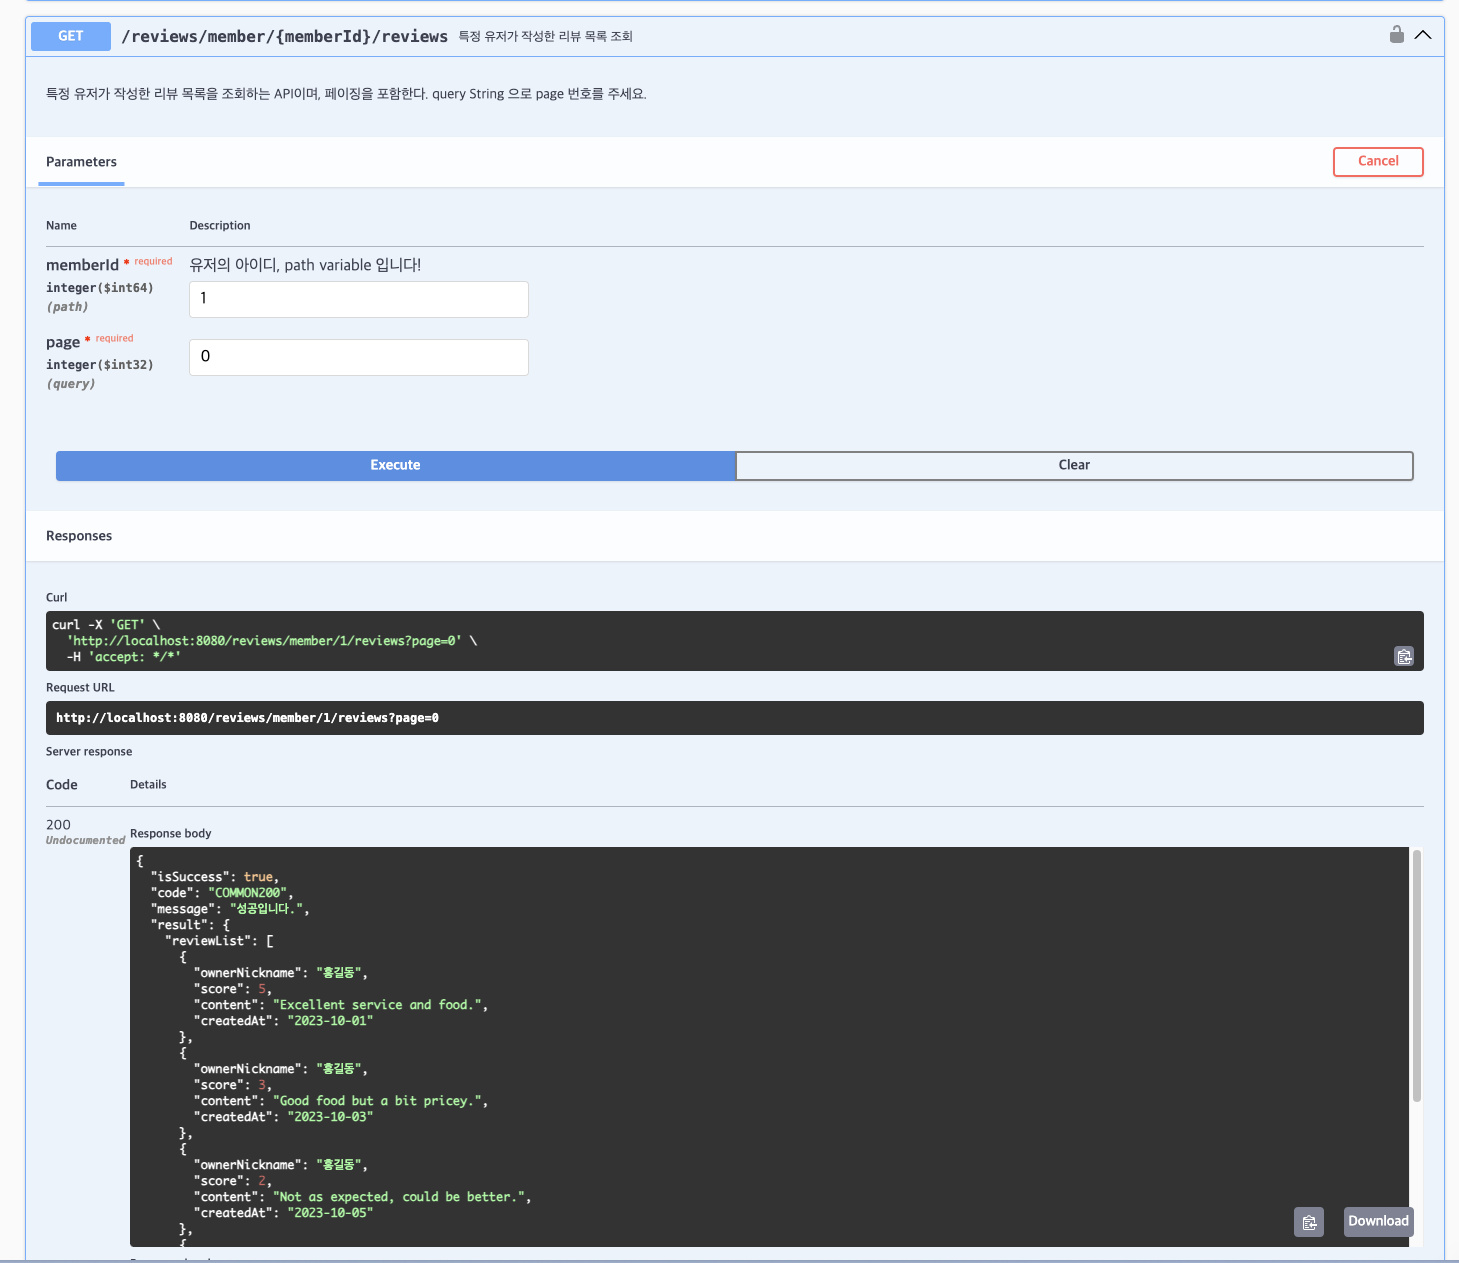 GET /reviews/member/{memberId}/reviews 특정 유저가 작성한 리뷰 목록 조회
특정 유저가 작성한 리뷰 목록을 조회하는 API이며, 페이징을 포함한다. query String 으로 page 번호를 주세요.
Parameters
Cancel
Name Description
memberId * required 유저의 아이디, path variable 입니다!
integer($int64)
(path)
1
page * required
integer($int32)
(query)
0
Execute Clear
Responses
Curl
curl -X 'GET' \
'http://localhost:8080/reviews/member/1/reviews?page=0' \
-H 'accept: */*'
Request URL
http://localhost:8080/reviews/member/1/reviews?page=0
Server response
Code Details
200
Undocumented
Response body
{
"isSuccess": true,
"code": "COMMON200",
"message": "성공입니다.",
"result": {
"reviewList": [
{
"ownerNickname": "홍길동",
"score": 5,
"content": "Excellent service and food.",
"createdAt": "2023-10-01"
},
{
"ownerNickname": "홍길동",
"score": 3,
"content": "Good food but a bit pricey.",
"createdAt": "2023-10-03"
},
{
"ownerNickname": "홍길동",
"score": 2,
"content": "Not as expected, could be better.",
"createdAt": "2023-10-05"
},
{
Download